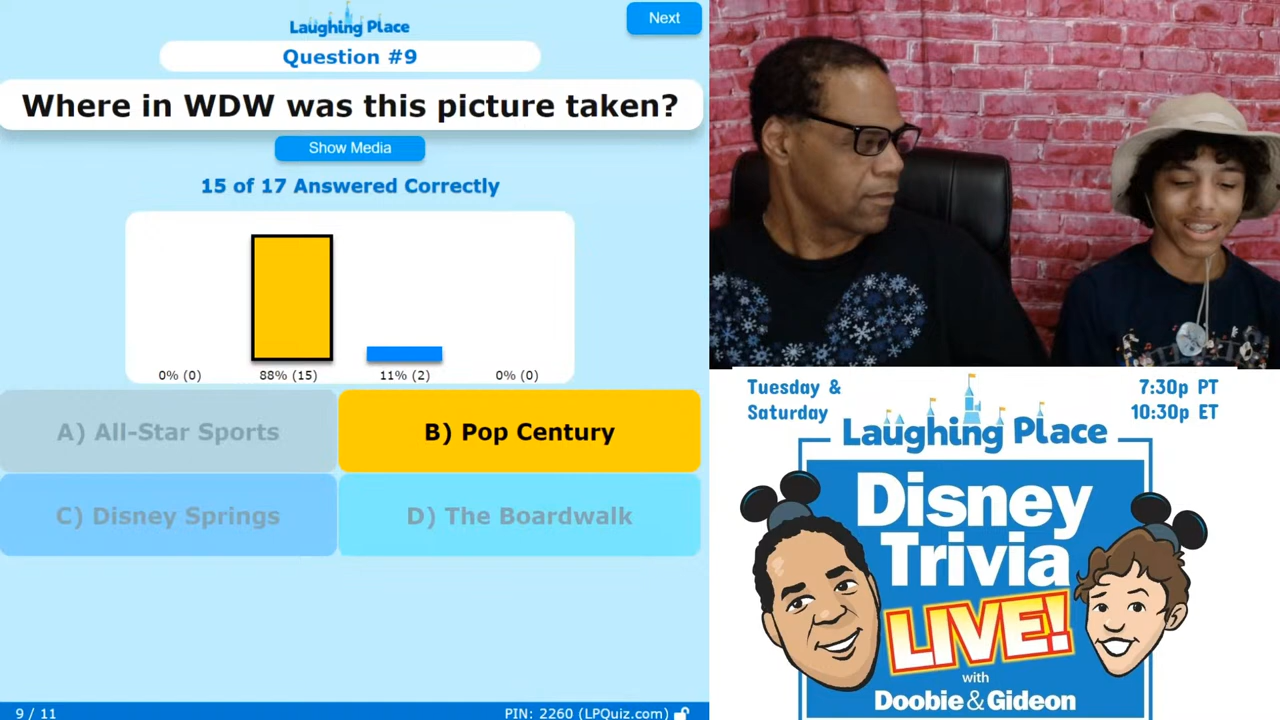 Laughing Place
Next
Question #9
Where in WDW was this picture taken?
Show Media
15 of 17 Answered Correctly
0% (0)
88% (15)
11% (2)
0% (0)
A) All-Star Sports
B) Pop Century
C) Disney Springs
D) The Boardwalk
9 / 11
PIN: 2260 (LPQuiz.com)
Tuesday &
Saturday
7:30p PT
10:30p ET
Laughing Place
Disney
Trivia
LIVE!
with
Doobie & Gideon